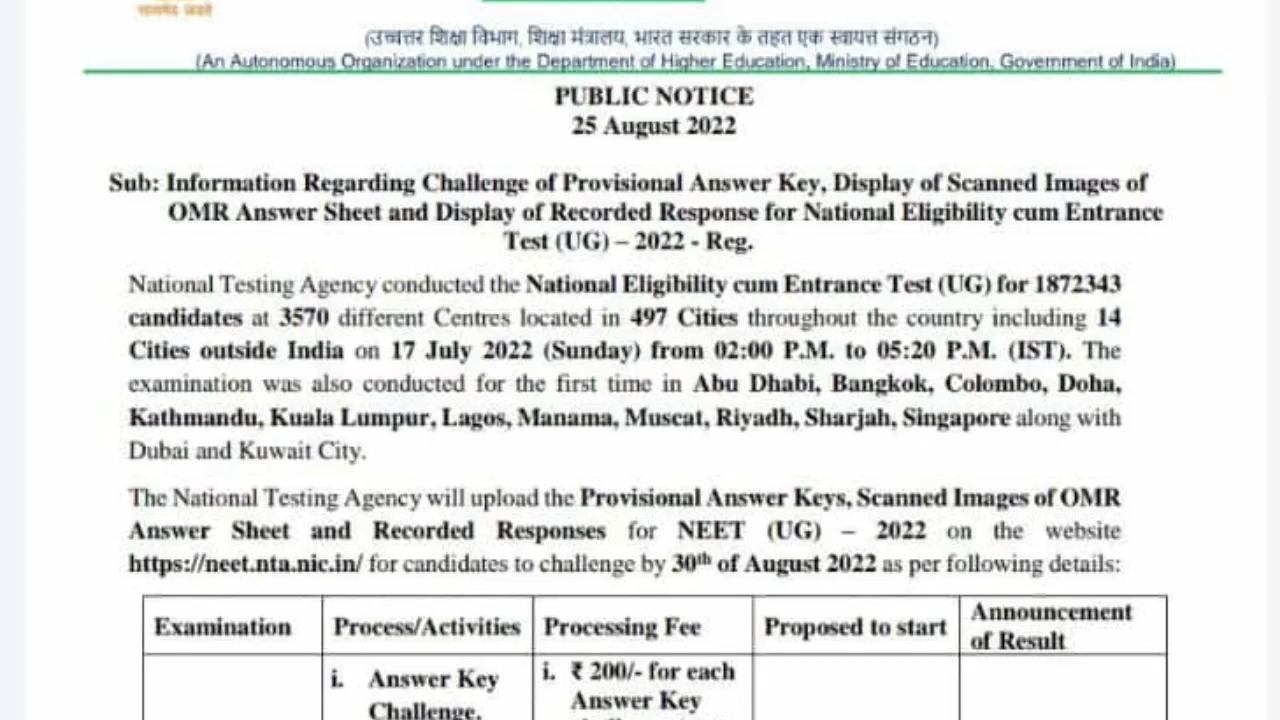 सत्यमेव जयते
(उच्चतर शिक्षा विभाग, शिक्षा मंत्रालय, भारत सरकार के तहत एक स्वायत्त संगठन)
(An Autonomous Organization under the Department of Higher Education, Ministry of Education, Government of India)
PUBLIC NOTICE
25 August 2022
Sub: Information Regarding Challenge of Provisional Answer Key, Display of Scanned Images of
OMR Answer Sheet and Display of Recorded Response for National Eligibility cum Entrance
Test (UG) – 2022 - Reg.
National Testing Agency conducted the National Eligibility cum Entrance Test (UG) for 1872343
candidates at 3570 different Centres located in 497 Cities throughout the country including 14
Cities outside India on 17 July 2022 (Sunday) from 02:00 P.M. to 05:20 P.M. (IST). The
examination was also conducted for the first time in Abu Dhabi, Bangkok, Colombo, Doha,
Kathmandu, Kuala Lumpur, Lagos, Manama, Muscat, Riyadh, Sharjah, Singapore along with
Dubai and Kuwait City.
The National Testing Agency will upload the Provisional Answer Keys, Scanned Images of OMR
Answer Sheet and Recorded Responses for NEET (UG) – 2022 on the website
https://neet.nta.nic.in/ for candidates to challenge by 30th of August 2022 as per following details:
Examination Process/Activities Processing Fee Proposed to start Announcement
of Result
i. Answer Key
Challenge,
i. ₹ 200/- for each
Answer Key